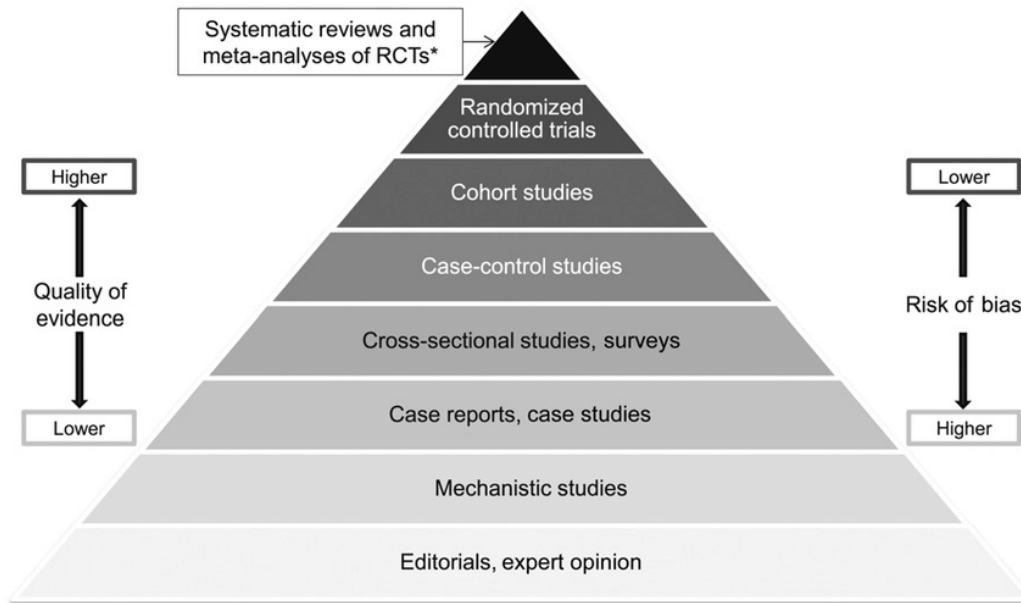 Systematic reviews and
meta-analyses of RCTs*
Randomized
controlled trials
Higher
Lower
Cohort studies
Case-control studies
Quality of
evidence
Risk of bias
Cross-sectional studies, surveys
Case reports, case studies
Lower
Higher
Mechanistic studies
Editorials, expert opinion